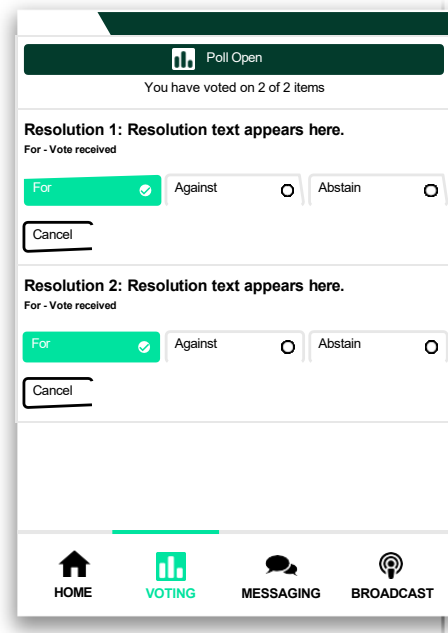 Poll Open
You have voted on 2 of 2 items
Resolution 1: Resolution text appears here.
For - Vote received
For Against Abstain
Cancel
Resolution 2: Resolution text appears here.
For - Vote received
For Against Abstain
Cancel
HOME VOTING MESSAGING BROADCAST